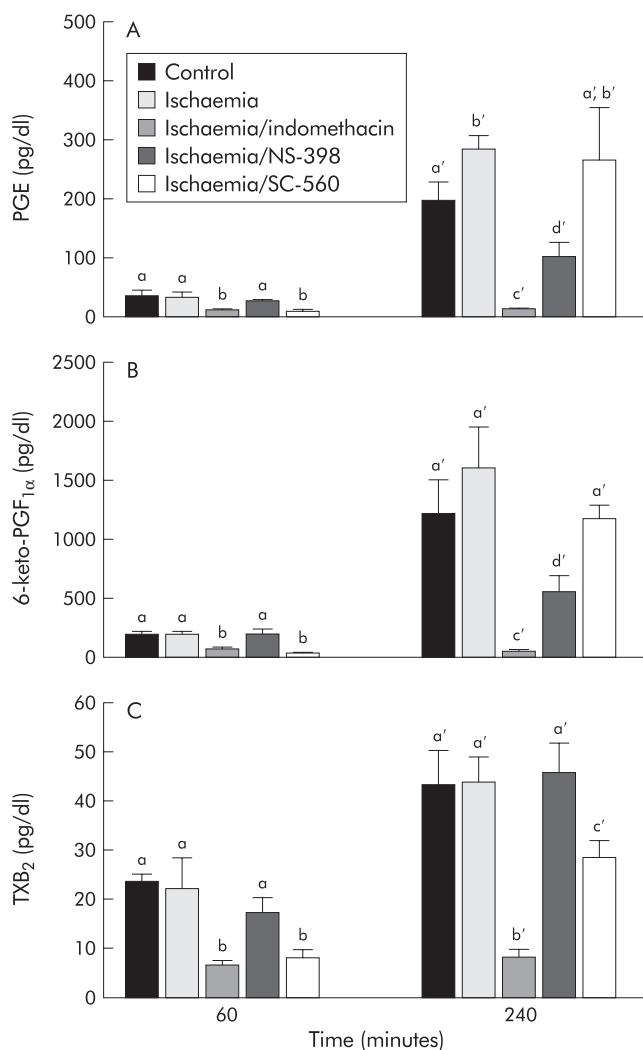 A
500
400
300
200
100
0
PGE (pg/dl)
Control
Ischaemia
Ischaemia/indomethacin
Ischaemia/NS-398
Ischaemia/SC-560
a a b a b
a′ b′ c′ d′ a′, b′
B
2500
2000
1500
1000
500
0
6-keto-PGF1α (pg/dl)
a a b a b
a′ a′ c′ d′ a′
C
60
50
40
30
20
10
0
TXB2 (pg/dl)
a a b a b
a′ a′ b′ a′ c′
60 240
Time (minutes)